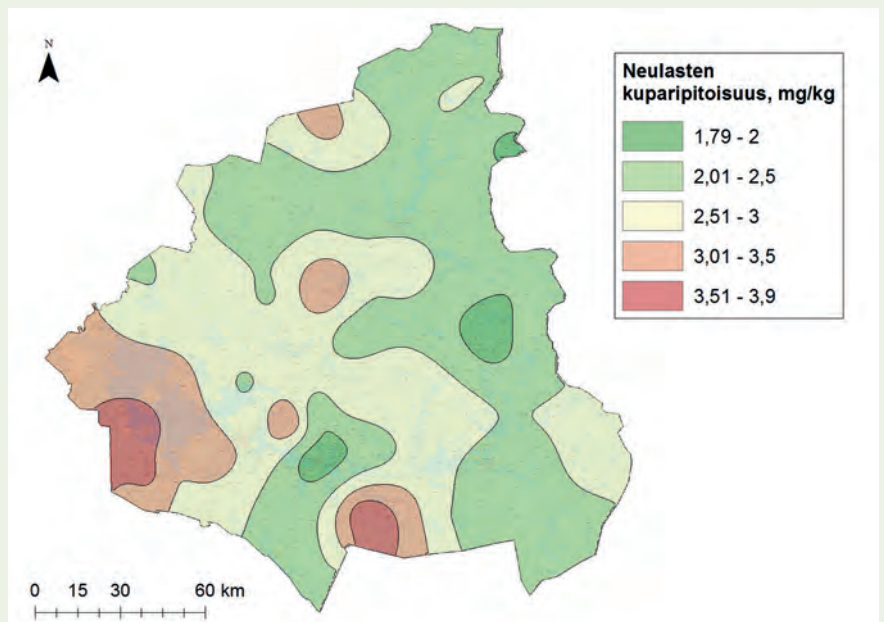 N
Neulasten
kuparipitoisuus, mg/kg
1,79 - 2
2,01 - 2,5
2,51 - 3
3,01 - 3,5
3,51 - 3,9
0 15 30 60 km